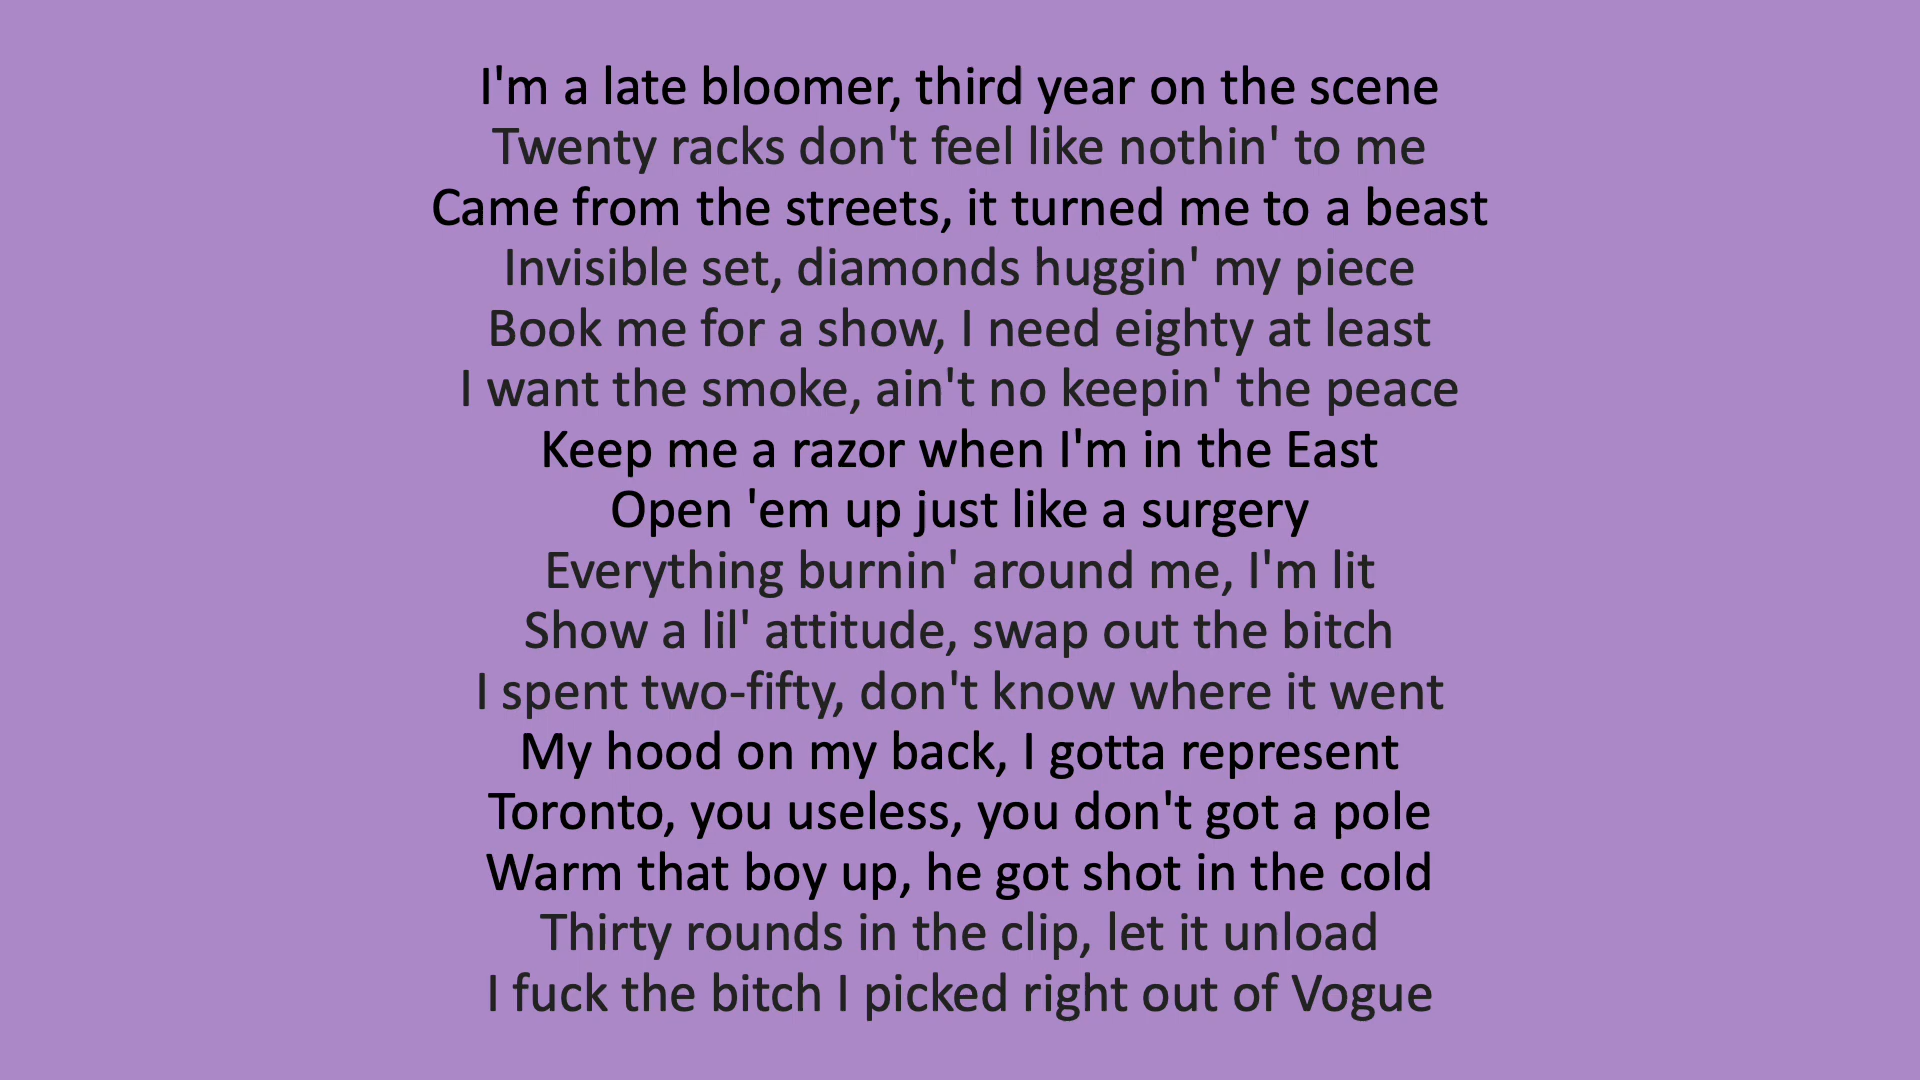 I'm a late bloomer, third year on the scene
Twenty racks don't feel like nothin' to me
Came from the streets, it turned me to a beast
Invisible set, diamonds huggin' my piece
Book me for a show, I need eighty at least
I want the smoke, ain't no keepin' the peace
Keep me a razor when I'm in the East
Open 'em up just like a surgery
Everything burnin' around me, I'm lit
Show a lil' attitude, swap out the bitch
I spent two-fifty, don't know where it went
My hood on my back, I gotta represent
Toronto, you useless, you don't got a pole
Warm that boy up, he got shot in the cold
Thirty rounds in the clip, let it unload
I fuck the bitch I picked right out of Vogue